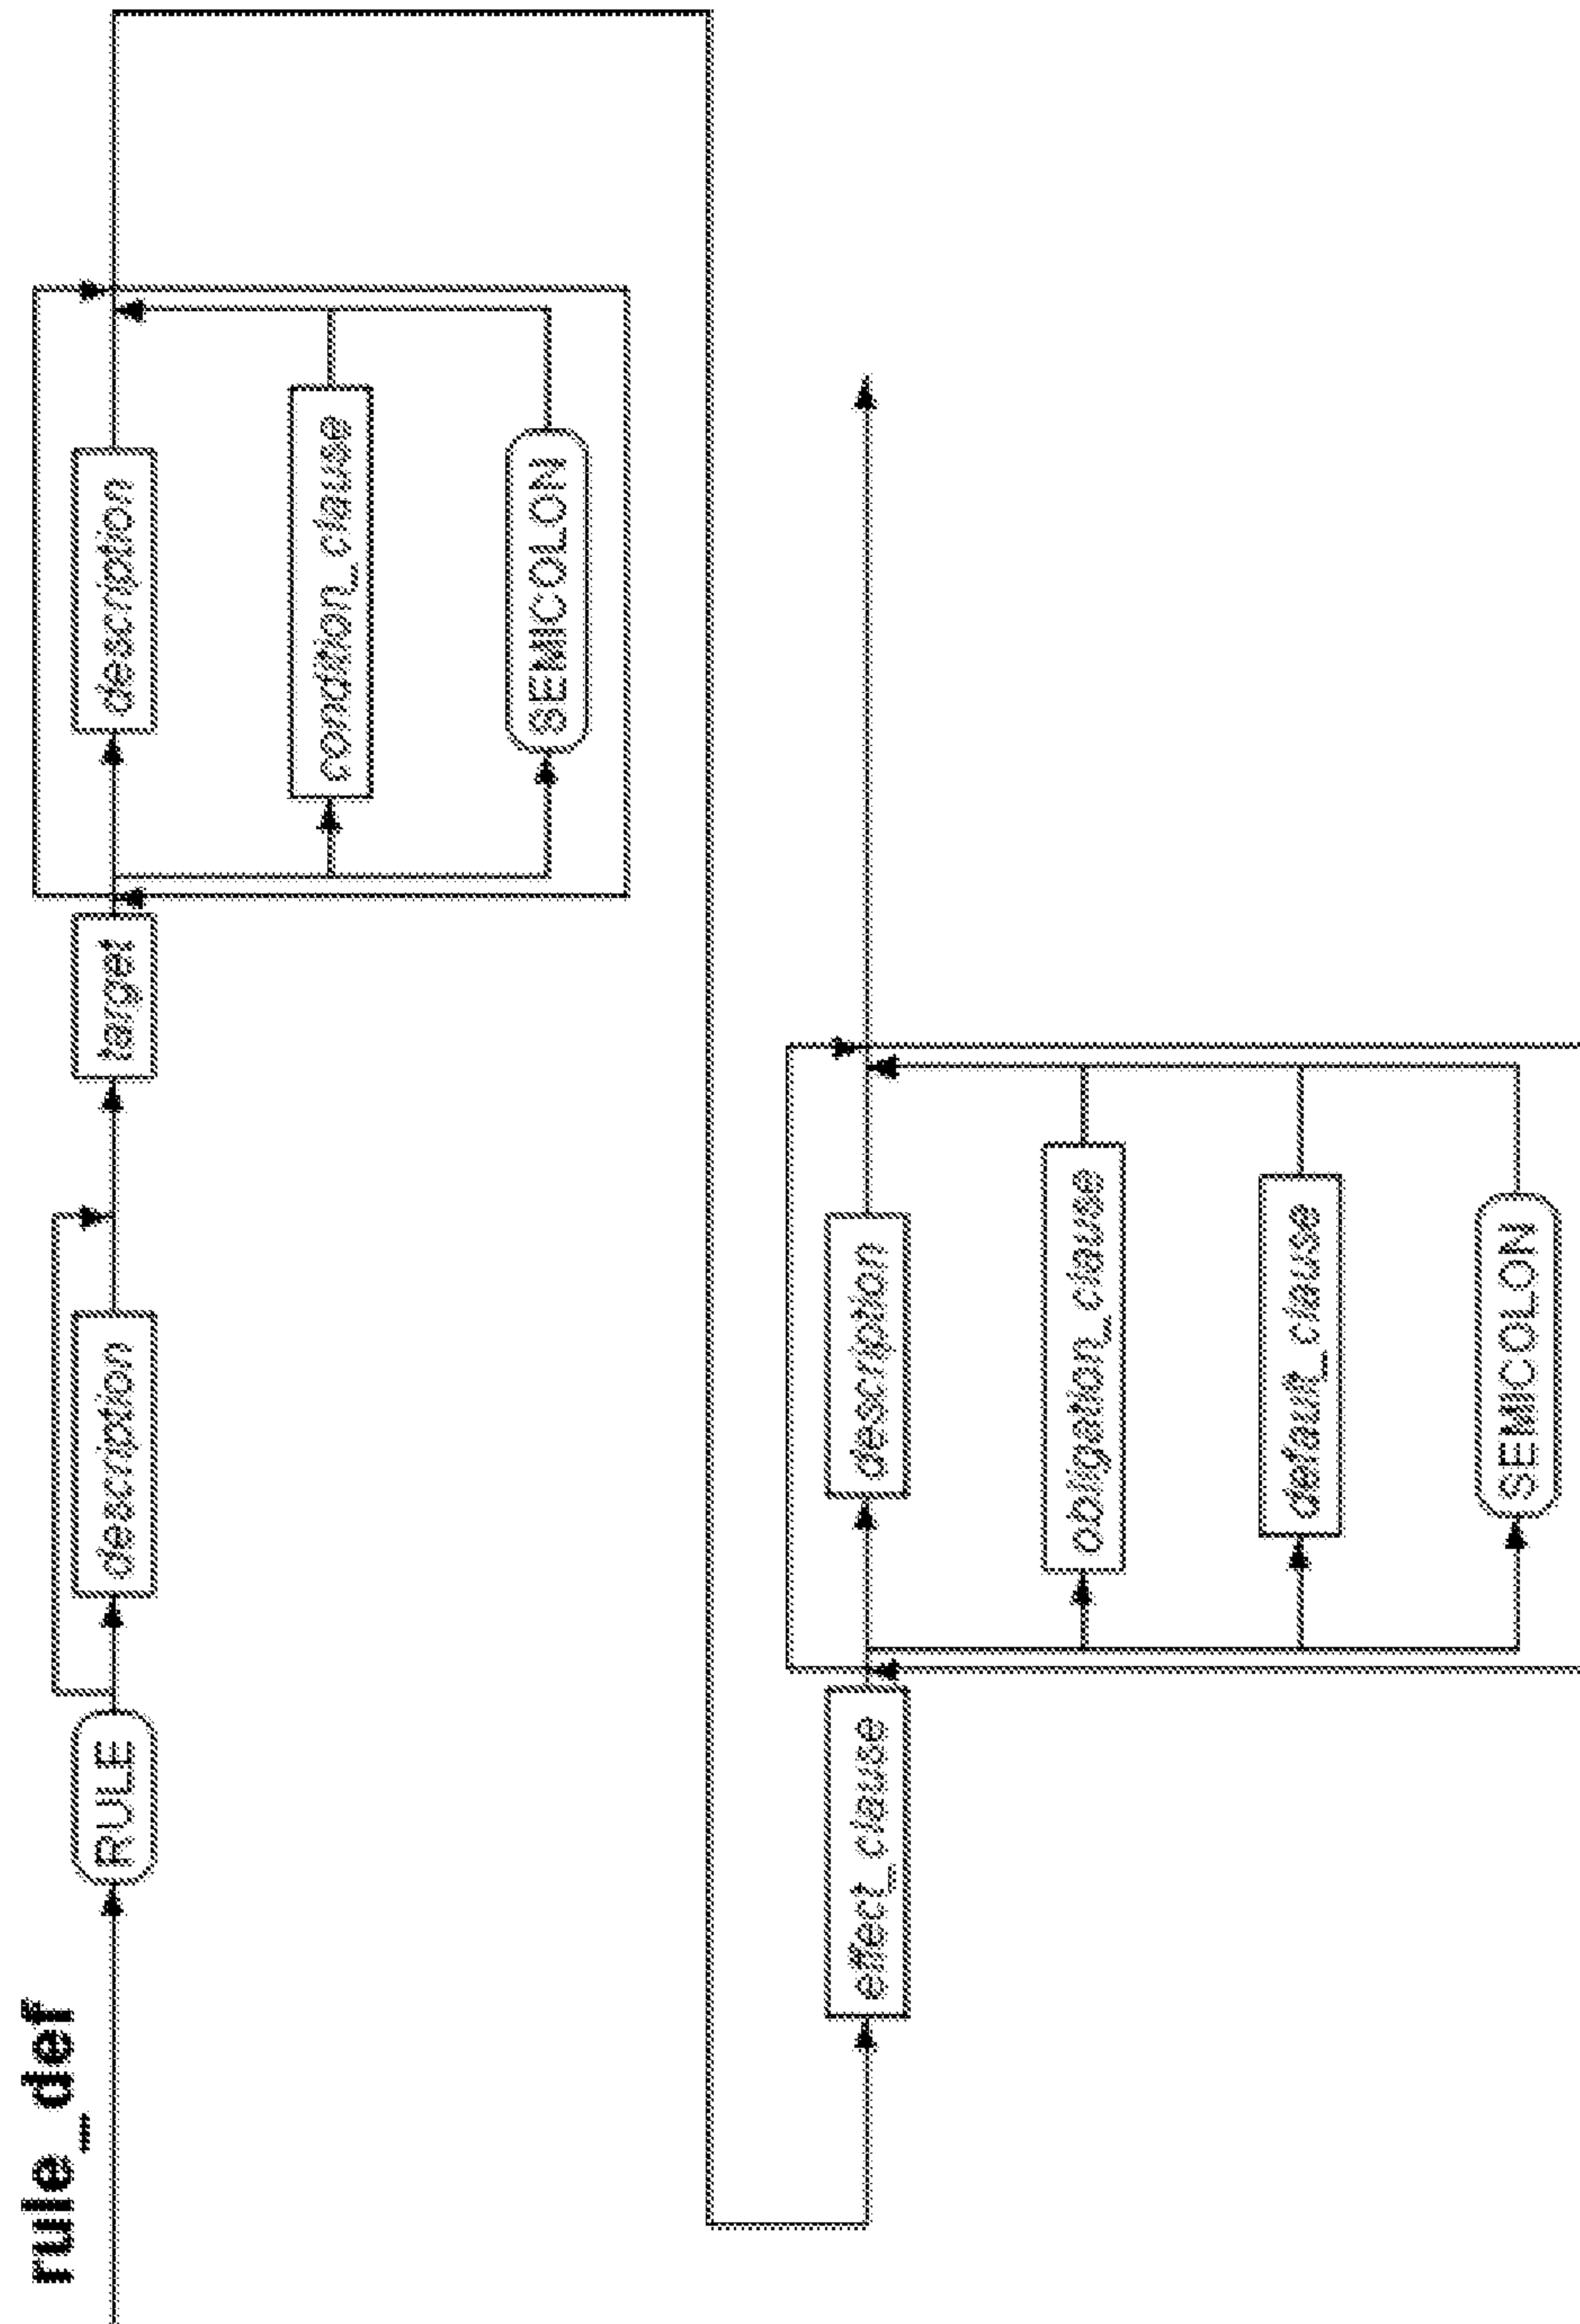 rule_def
RULE
description
target
description
condition_clause
SEMICOLON
effect_clause
description
obligation_clause
default_clause
SEMICOLON